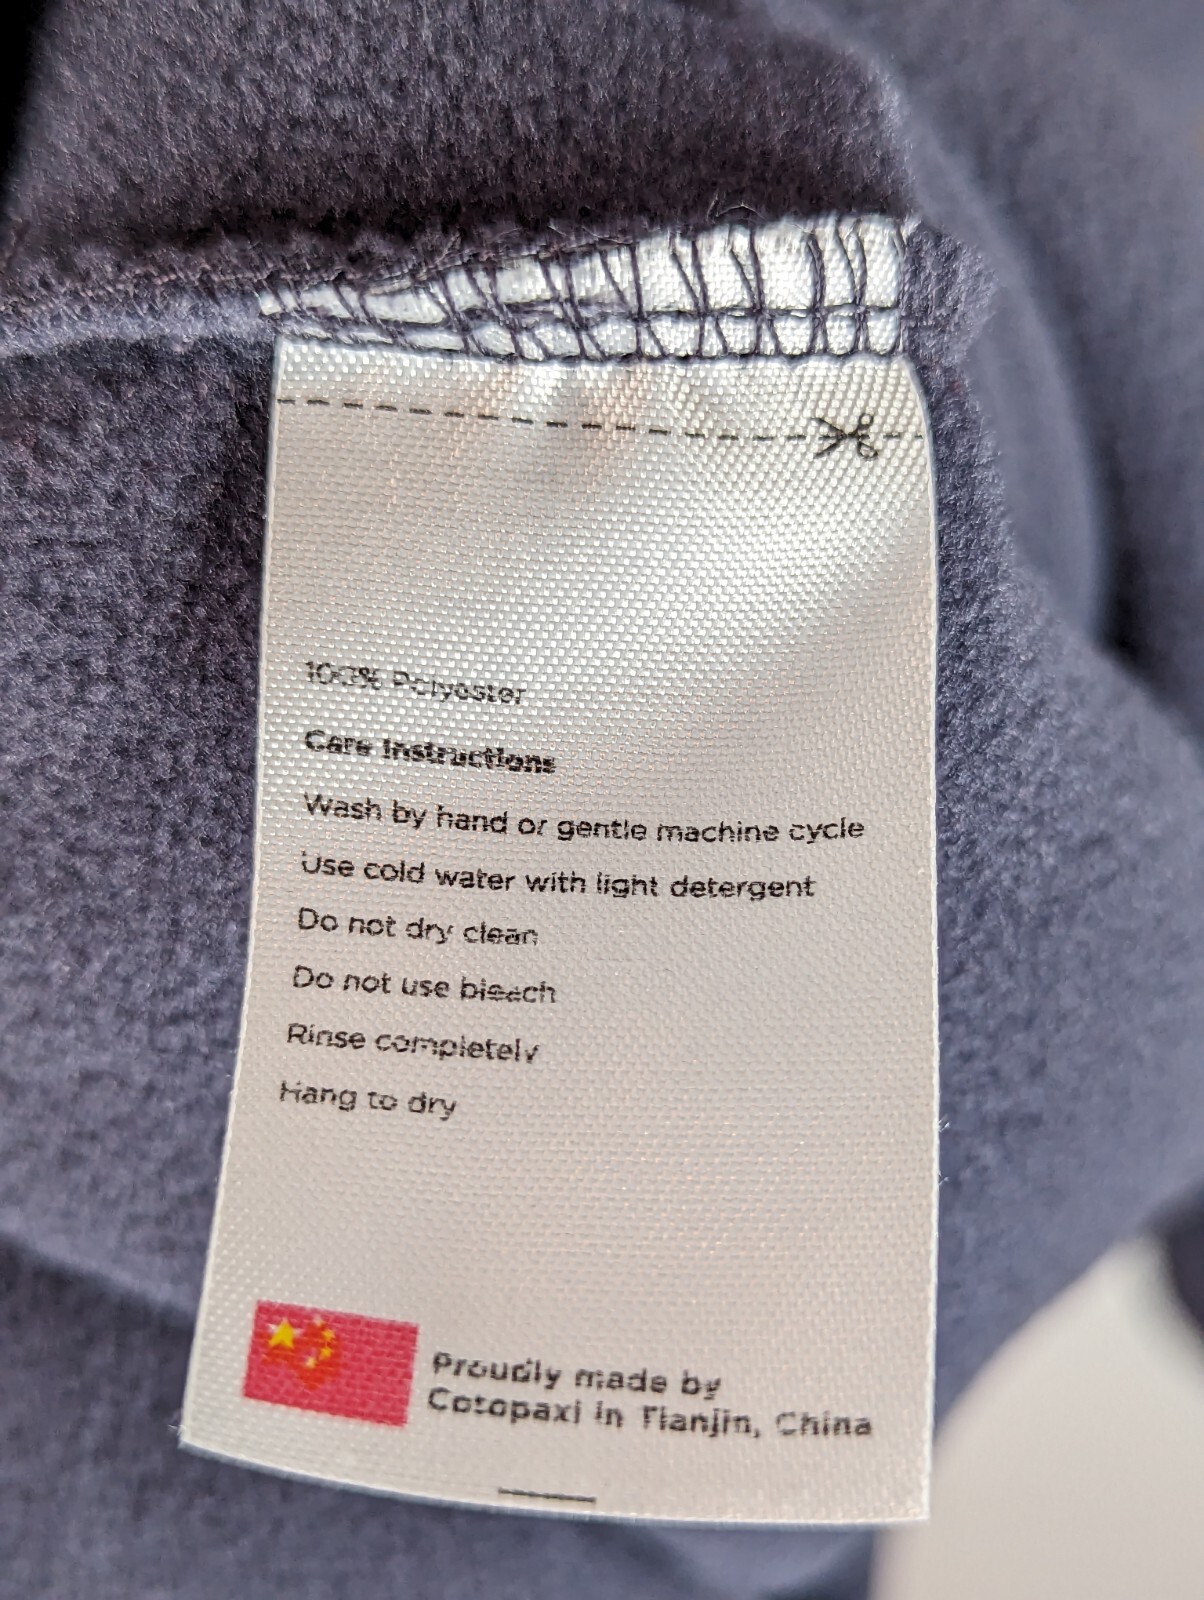 100% Polyester
Care Instructions
Wash by hand or gentle machine cycle
Use cold water with light detergent
Do not dry clean
Do not use bleach
Rinse completely
Hang to dry
Proudly made by
Cotopaxi in Tianjin, China